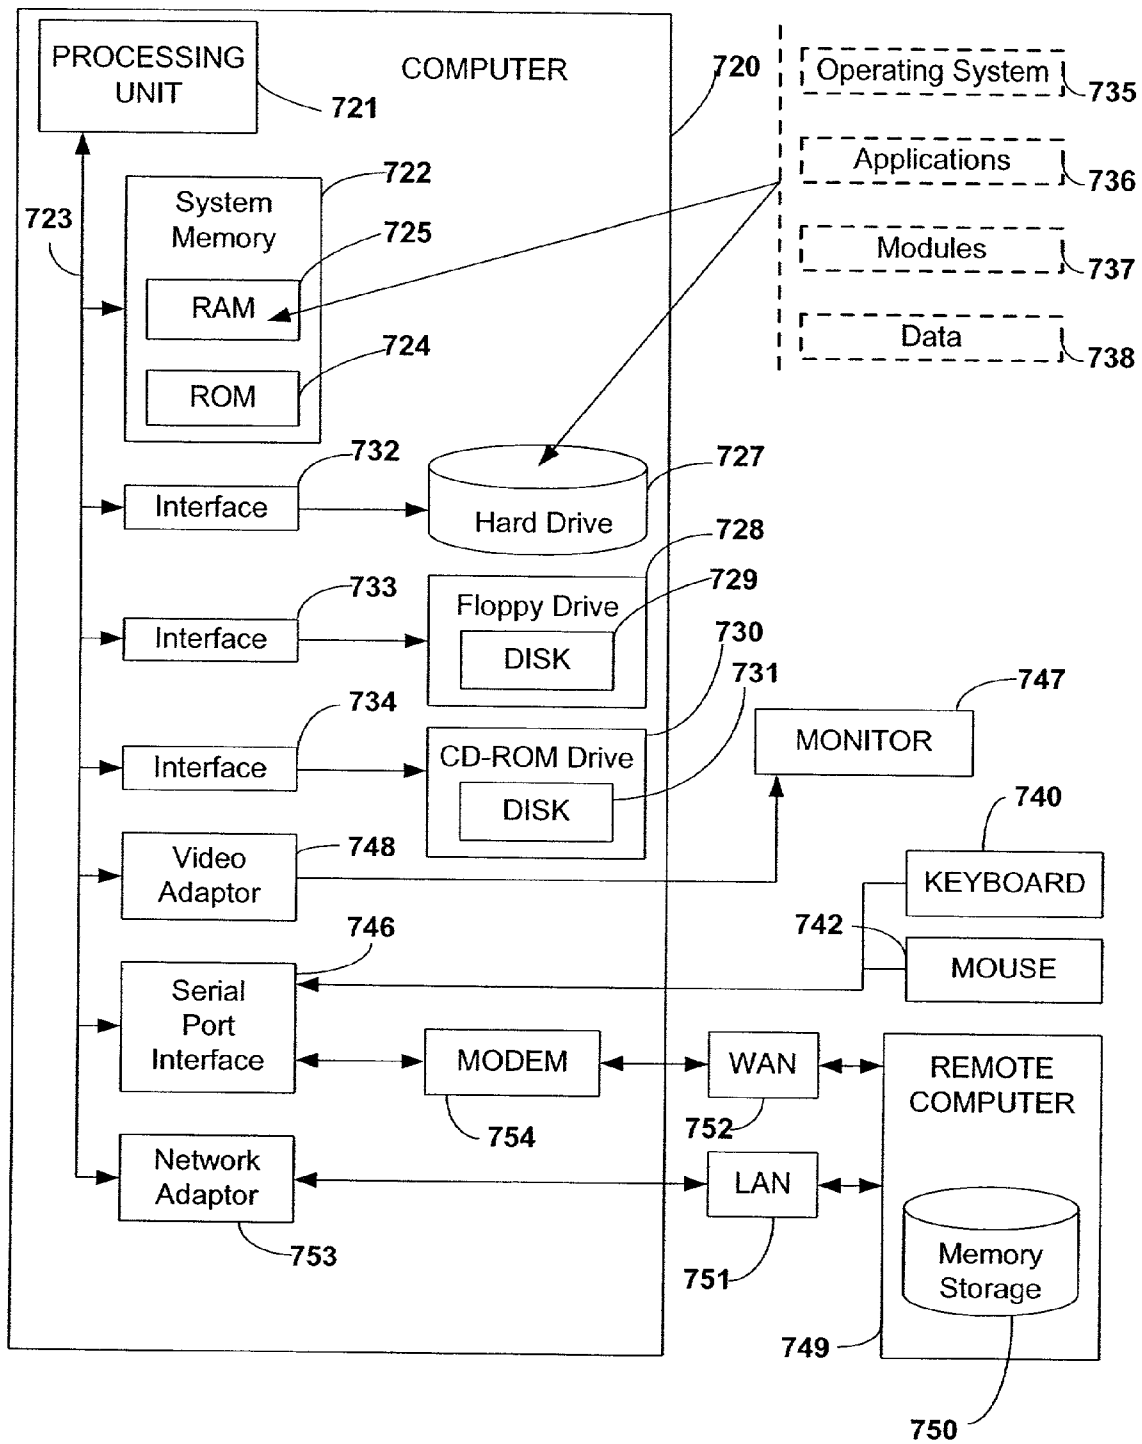 PROCESSING
UNIT
721
COMPUTER
720
Operating System
735
Applications
736
Modules
737
Data
738
723
722
System
Memory
725
RAM
724
ROM
732
Interface
727
Hard Drive
728
729
733
Interface
Floppy Drive
DISK
730
731
734
Interface
CD-ROM Drive
DISK
747
MONITOR
748
Video
Adaptor
740
KEYBOARD
742
MOUSE
746
Serial
Port
Interface
MODEM
754
WAN
752
REMOTE
COMPUTER
Network
Adaptor
753
LAN
751
Memory
Storage
749
750